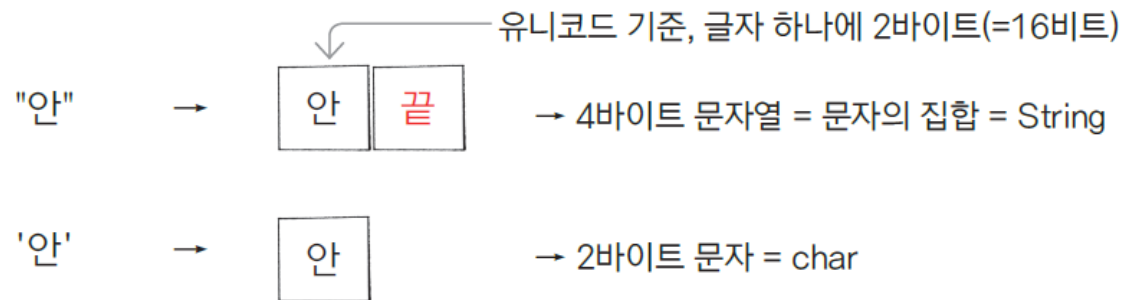 유니코드 기준, 글자 하나에 2바이트(=16비트)
"안" → 안 끝 → 4바이트 문자열 = 문자의 집합 = String
'안' → 안 → 2바이트 문자 = char